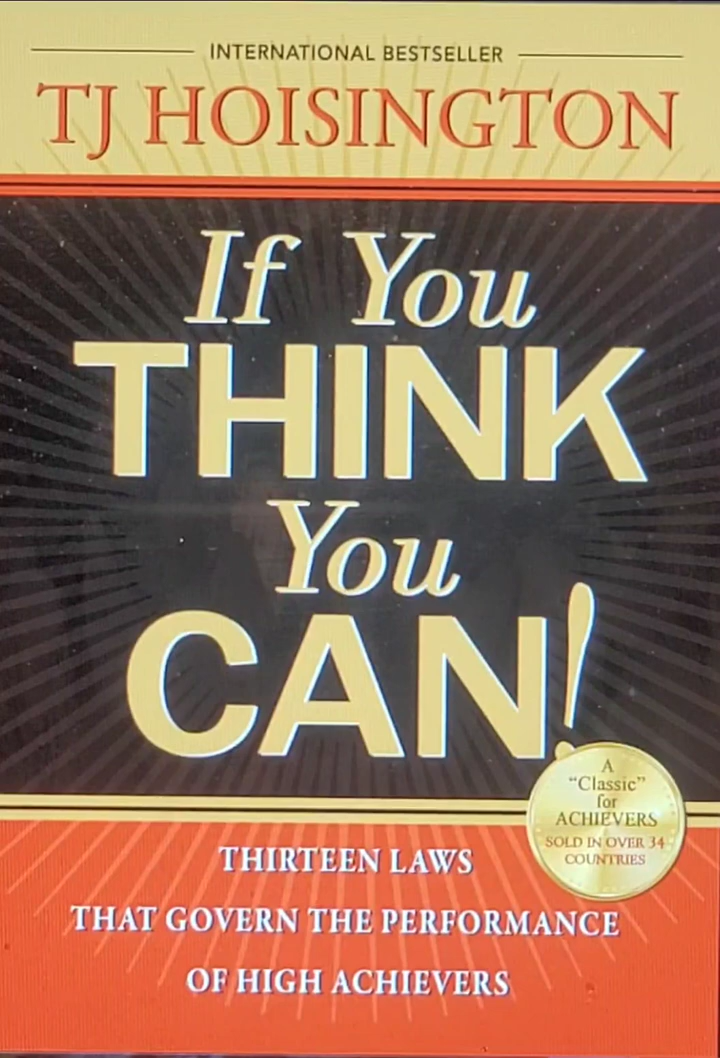 INTERNATIONAL BESTSELLER
TJ HOISINGTON
If You
THINK
You
CAN!
A
"Classic"
for
ACHIEVERS
SOLD IN OVER 34
COUNTRIES
THIRTEEN LAWS
THAT GOVERN THE PERFORMANCE
OF HIGH ACHIEVERS